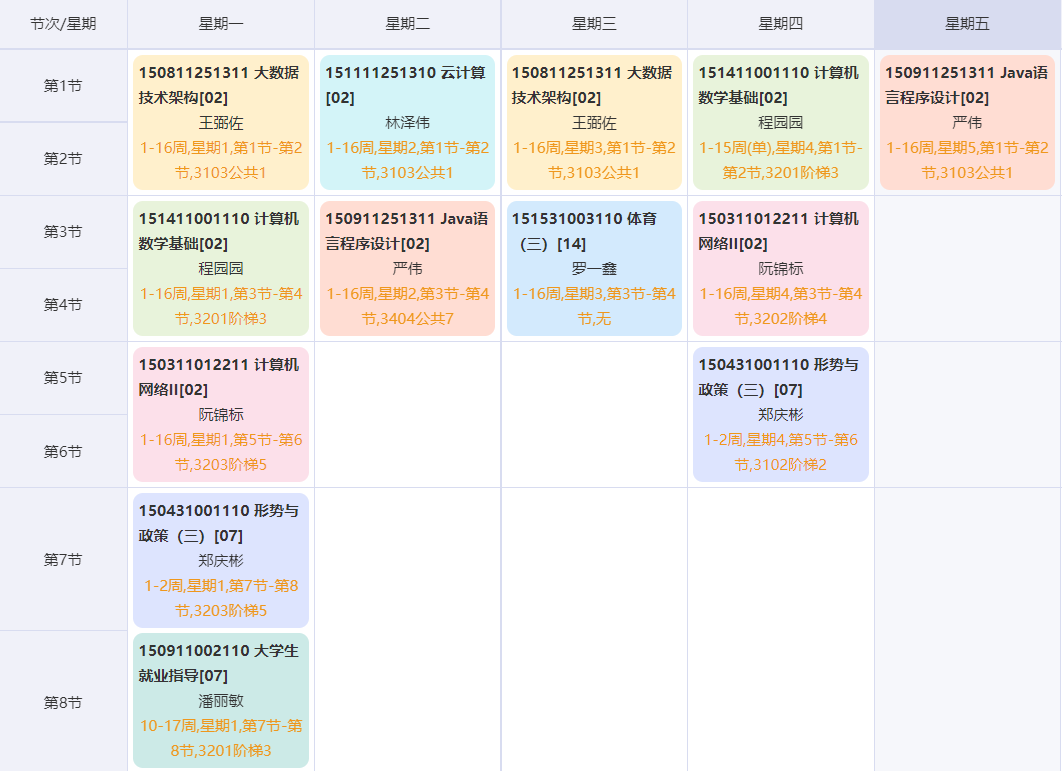 节次/星期
星期一
星期二
星期三
星期四
星期五
第1节
第2节
150811251311 大数据
技术架构[02]
王弼佐
1-16周,星期1,第1节-第2
节,3103公共1
151111251310 云计算
[02]
林泽伟
1-16周,星期2,第1节-第2
节,3103公共1
150811251311 大数据
技术架构[02]
王弼佐
1-16周,星期3,第1节-第2
节,3103公共1
151411001110 计算机
数学基础[02]
程园园
1-15周(单),星期4,第1节-
第2节,3201阶梯3
150911251311 Java语
言程序设计[02]
严伟
1-16周,星期5,第1节-第2
节,3103公共1
第3节
第4节
151411001110 计算机
数学基础[02]
程园园
1-16周,星期1,第3节-第4
节,3201阶梯3
150911251311 Java语
言程序设计[02]
严伟
1-16周,星期2,第3节-第4
节,3404公共7
151531003110 体育
（三）[14]
罗一鑫
1-16周,星期3,第3节-第4
节,无
150311012211 计算机
网络II[02]
阮锦标
1-16周,星期4,第3节-第4
节,3202阶梯4
第5节
第6节
150311012211 计算机
网络II[02]
阮锦标
1-16周,星期1,第5节-第6
节,3203阶梯5
150431001110 形势与
政策（三）[07]
郑庆彬
1-2周,星期4,第5节-第6
节,3102阶梯2
第7节
150431001110 形势与
政策（三）[07]
郑庆彬
1-2周,星期1,第7节-第8
节,3203阶梯5
第8节
150911002110 大学生
就业指导[07]
潘丽敏
10-17周,星期1,第7节-第
8节,3201阶梯3